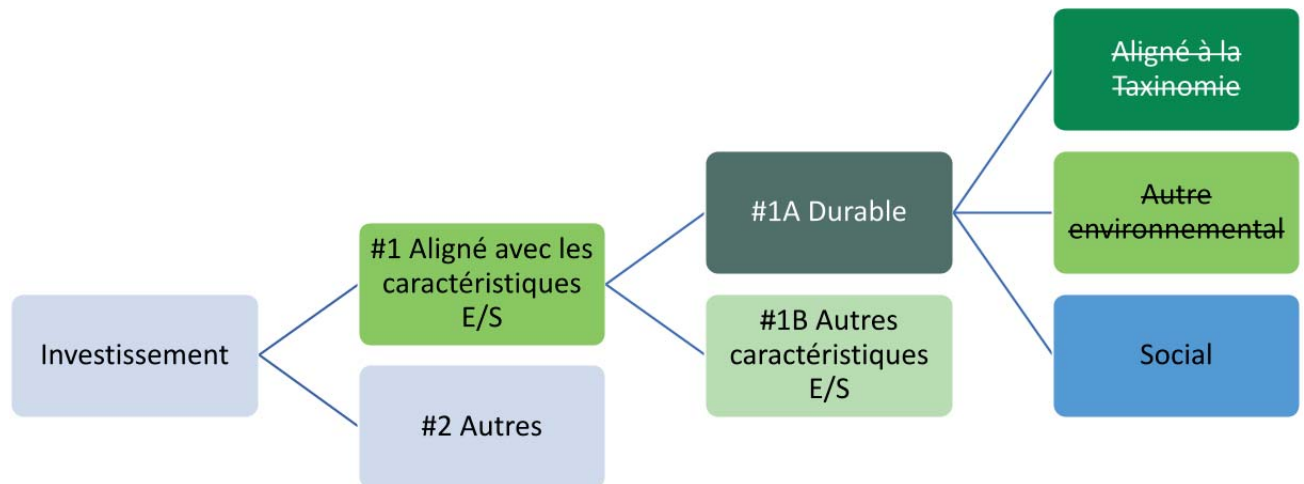 Investissement
#1 Aligné avec les
caractéristiques
E/S
#2 Autres
#1A Durable
#1B Autres
caractéristiques
E/S
Aligné à la
Taxinomie
Autre
environnemental
Social